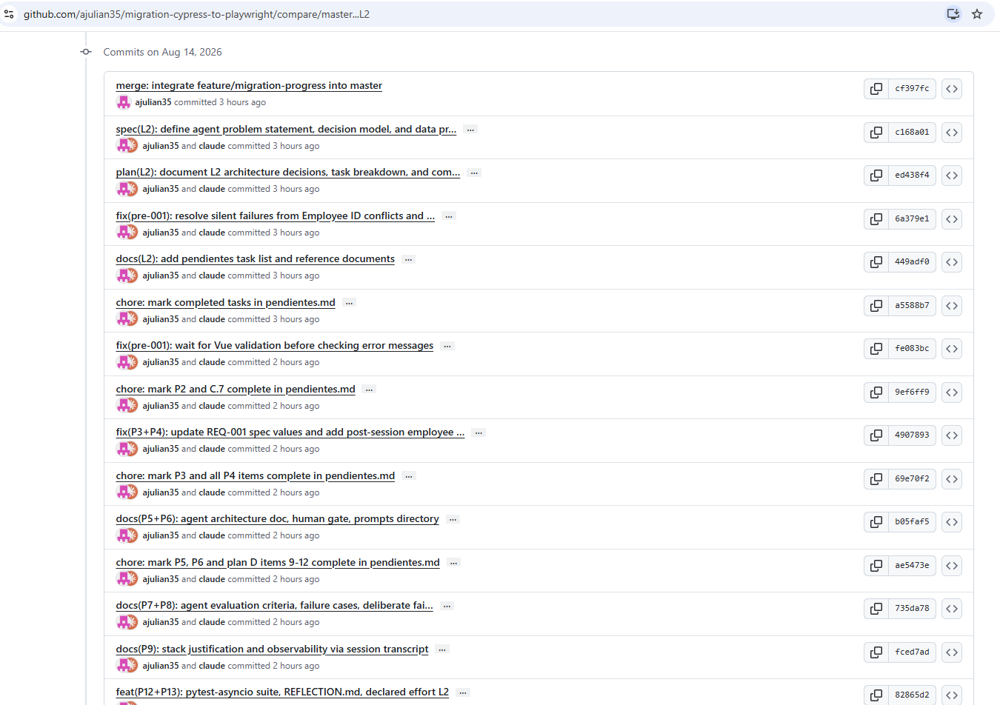 github.com/ajulian35/migration-cypress-to-playwright/compare/master...L2
Commits on Aug 14, 2026
merge: integrate feature/migration-progress into master
cf397fc
ajulian35 committed 3 hours ago
spec(L2): define agent problem statement, decision model, and data pr... ...
c168a01
ajulian35 and claude committed 3 hours ago
plan(L2): document L2 architecture decisions, task breakdown, and com... ...
ed438f4
ajulian35 and claude committed 3 hours ago
fix(pre-001): resolve silent failures from Employee ID conflicts and ... ...
6a379e1
ajulian35 and claude committed 3 hours ago
docs(L2): add pendientes task list and reference documents ...
449adf0
ajulian35 and claude committed 3 hours ago
chore: mark completed tasks in pendientes.md ...
a5588b7
ajulian35 and claude committed 3 hours ago
fix(pre-001): wait for Vue validation before checking error messages ...
fe083bc
ajulian35 and claude committed 2 hours ago
chore: mark P2 and C.7 complete in pendientes.md ...
9ef6ff9
ajulian35 and claude committed 2 hours ago
fix(P3+P4): update REQ-001 spec values and add post-session employee ... ...
4907893
ajulian35 and claude committed 2 hours ago
chore: mark P3 and all P4 items complete in pendientes.md ...
69e70f2
ajulian35 and claude committed 2 hours ago
docs(P5+P6): agent architecture doc, human gate, prompts directory ...
b05faf5
ajulian35 and claude committed 2 hours ago
chore: mark P5, P6 and plan D items 9-12 complete in pendientes.md ...
ae5473e
ajulian35 and claude committed 2 hours ago
docs(P7+P8): agent evaluation criteria, failure cases, deliberate fai... ...
735da78
ajulian35 and claude committed 2 hours ago
docs(P9): stack justification and observability via session transcript ...
fced7ad
ajulian35 and claude committed 2 hours ago
feat(P12+P13): pytest-asyncio suite, REFLECTION.md, declared effort L2 ...
82865d2